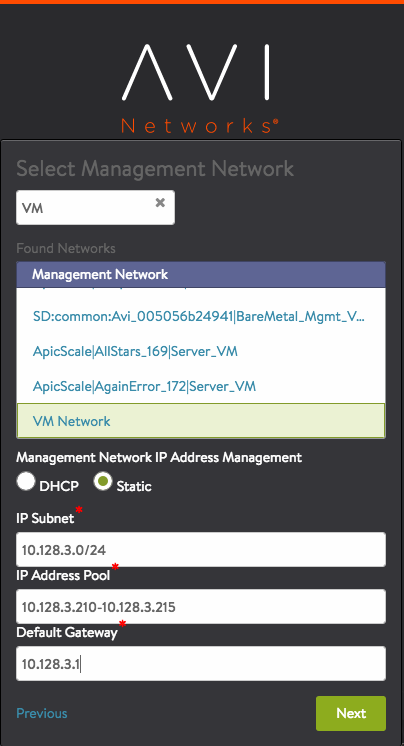 AVI
Networks®
Select Management Network
VM
Found Networks
Management Network
SD:common:Avi_005056b24941|BareMetal_Mgmt_V...
ApicScale|AllStars_169|Server_VM
ApicScale|AgainError_172|Server_VM
VM Network
Management Network IP Address Management
DHCP Static
IP Subnet*
10.128.3.0/24
IP Address Pool*
10.128.3.210-10.128.3.215
Default Gateway*
10.128.3.1
Previous Next